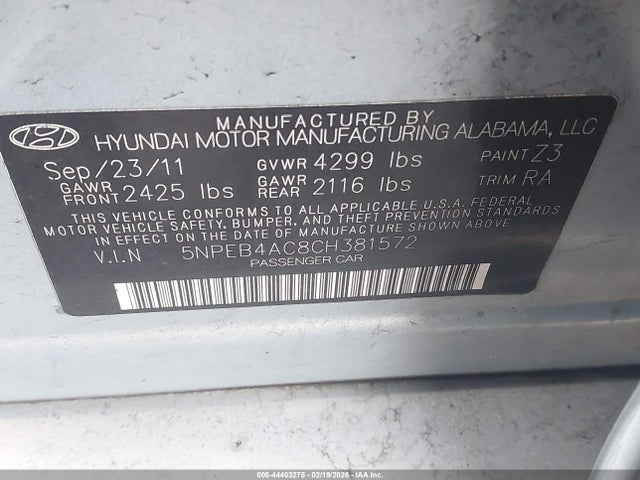 MANUFACTURED BY
HYUNDAI MOTOR MANUFACTURING ALABAMA, LLC
Sep/23/11 GVWR 4299 lbs PAINT Z3
GAWR FRONT 2425 lbs GAWR REAR 2116 lbs TRIM RA
THIS VEHICLE CONFORMS TO ALL APPLICABLE U.S.A. FEDERAL
MOTOR VEHICLE SAFETY, BUMPER, AND THEFT PREVENTION STANDARDS
IN EFFECT ON THE DATE OF MANUFACTURE SHOWN ABOVE
V.I.N 5NPEB4AC8CH381572
PASSENGER CAR
000-44403275 - 02/19/2026 - IAAI.COM